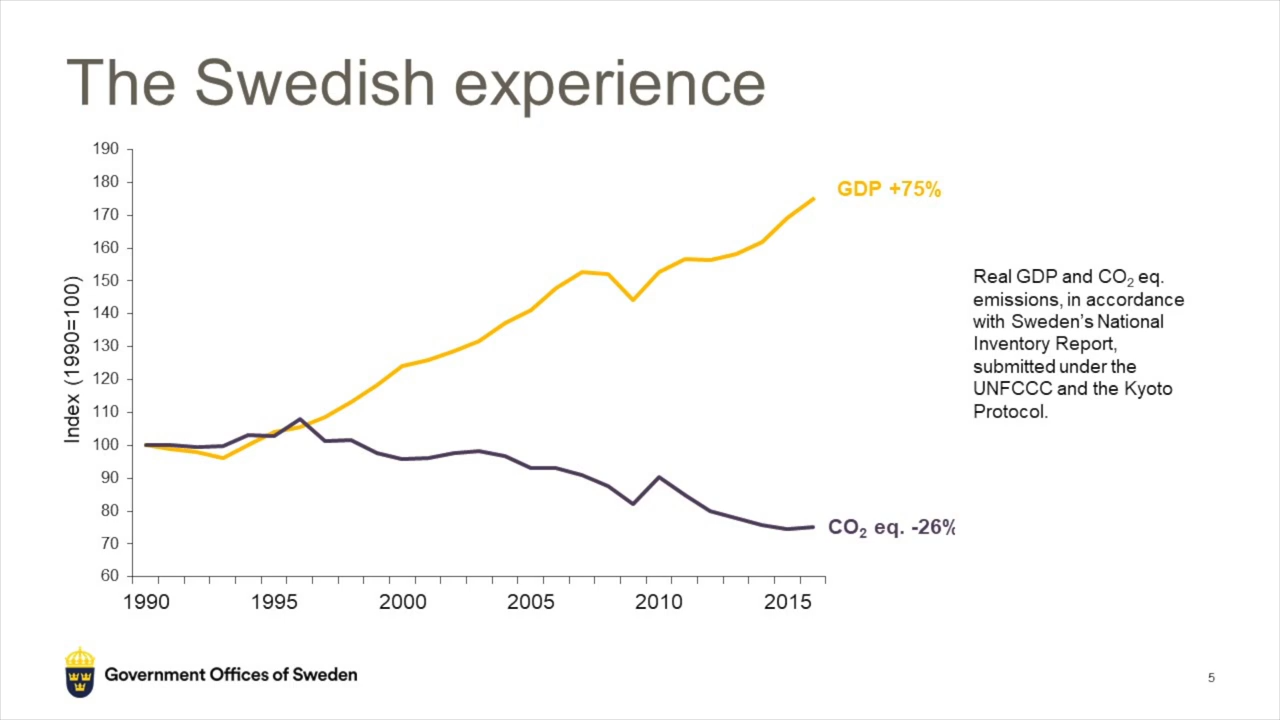 The Swedish experience
190
180
170
160
150
140
130
120
110
100
90
80
70
60
Index (1990=100)
1990 1995 2000 2005 2010 2015
GDP +75%
CO₂ eq. -26%
Real GDP and CO₂ eq.
emissions, in accordance
with Sweden's National
Inventory Report,
submitted under the
UNFCCC and the Kyoto
Protocol.
Government Offices of Sweden
5